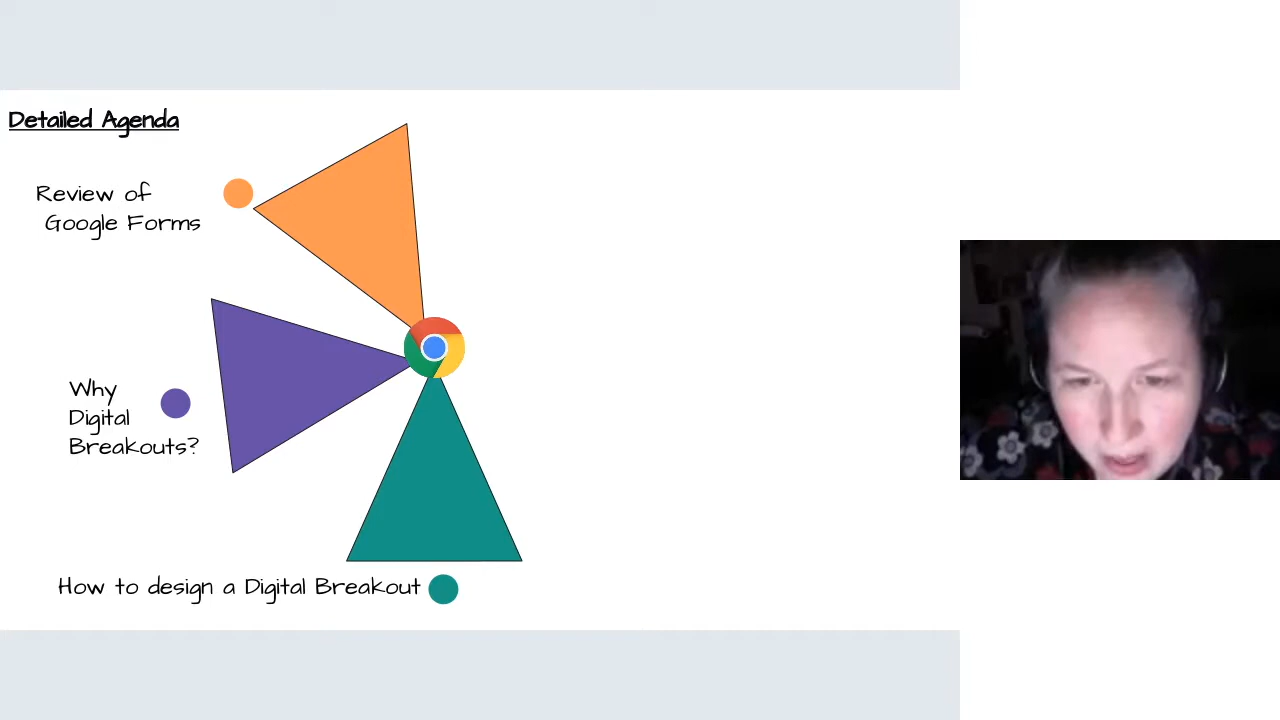 Detailed Agenda
Review of
Google Forms
Why
Digital
Breakouts?
How to design a Digital Breakout